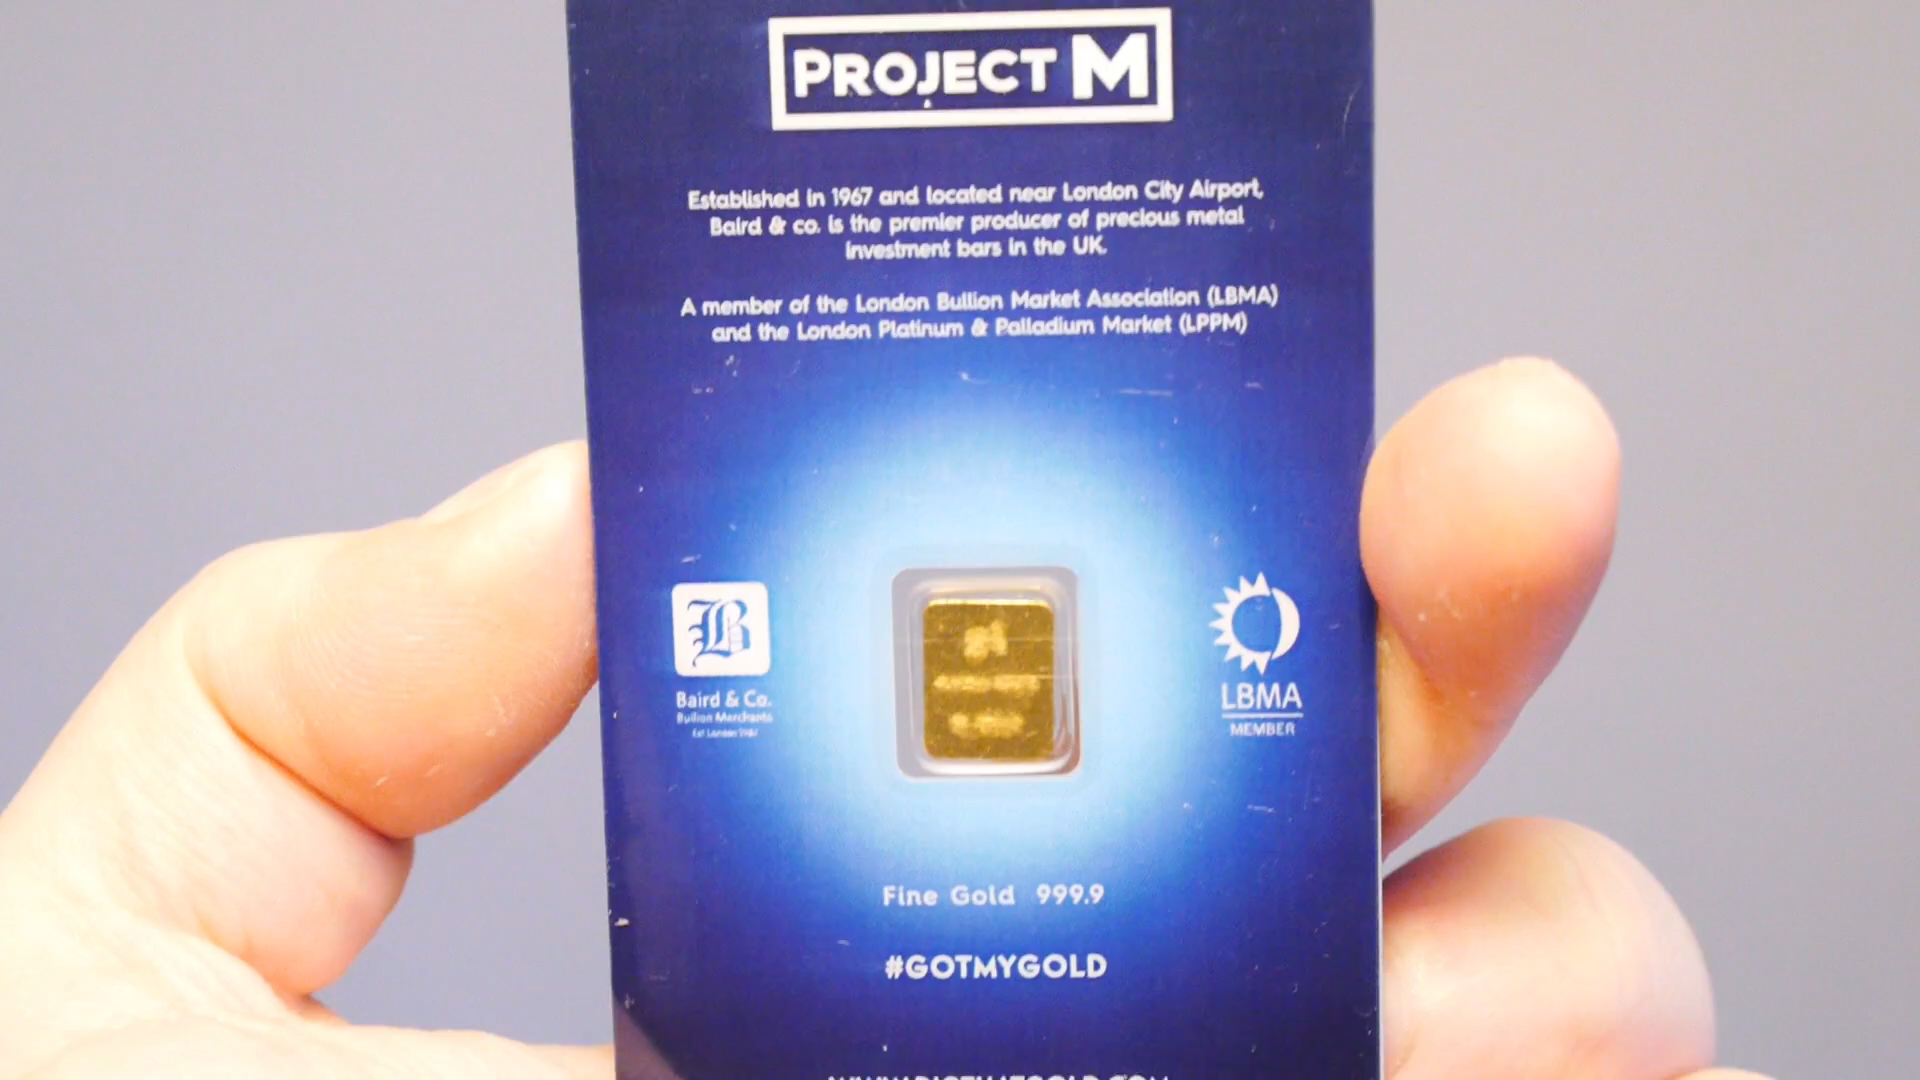 PROJECT M
Established in 1967 and located near London City Airport,
Baird & co. is the premier producer of precious metal
investment bars in the UK.
A member of the London Bullion Market Association (LBMA)
and the London Platinum & Palladium Market (LPPM)
B
Baird & Co.
Bullion Merchants
Est London
LBMA
MEMBER
Fine Gold 999.9
#GOTMYGOLD